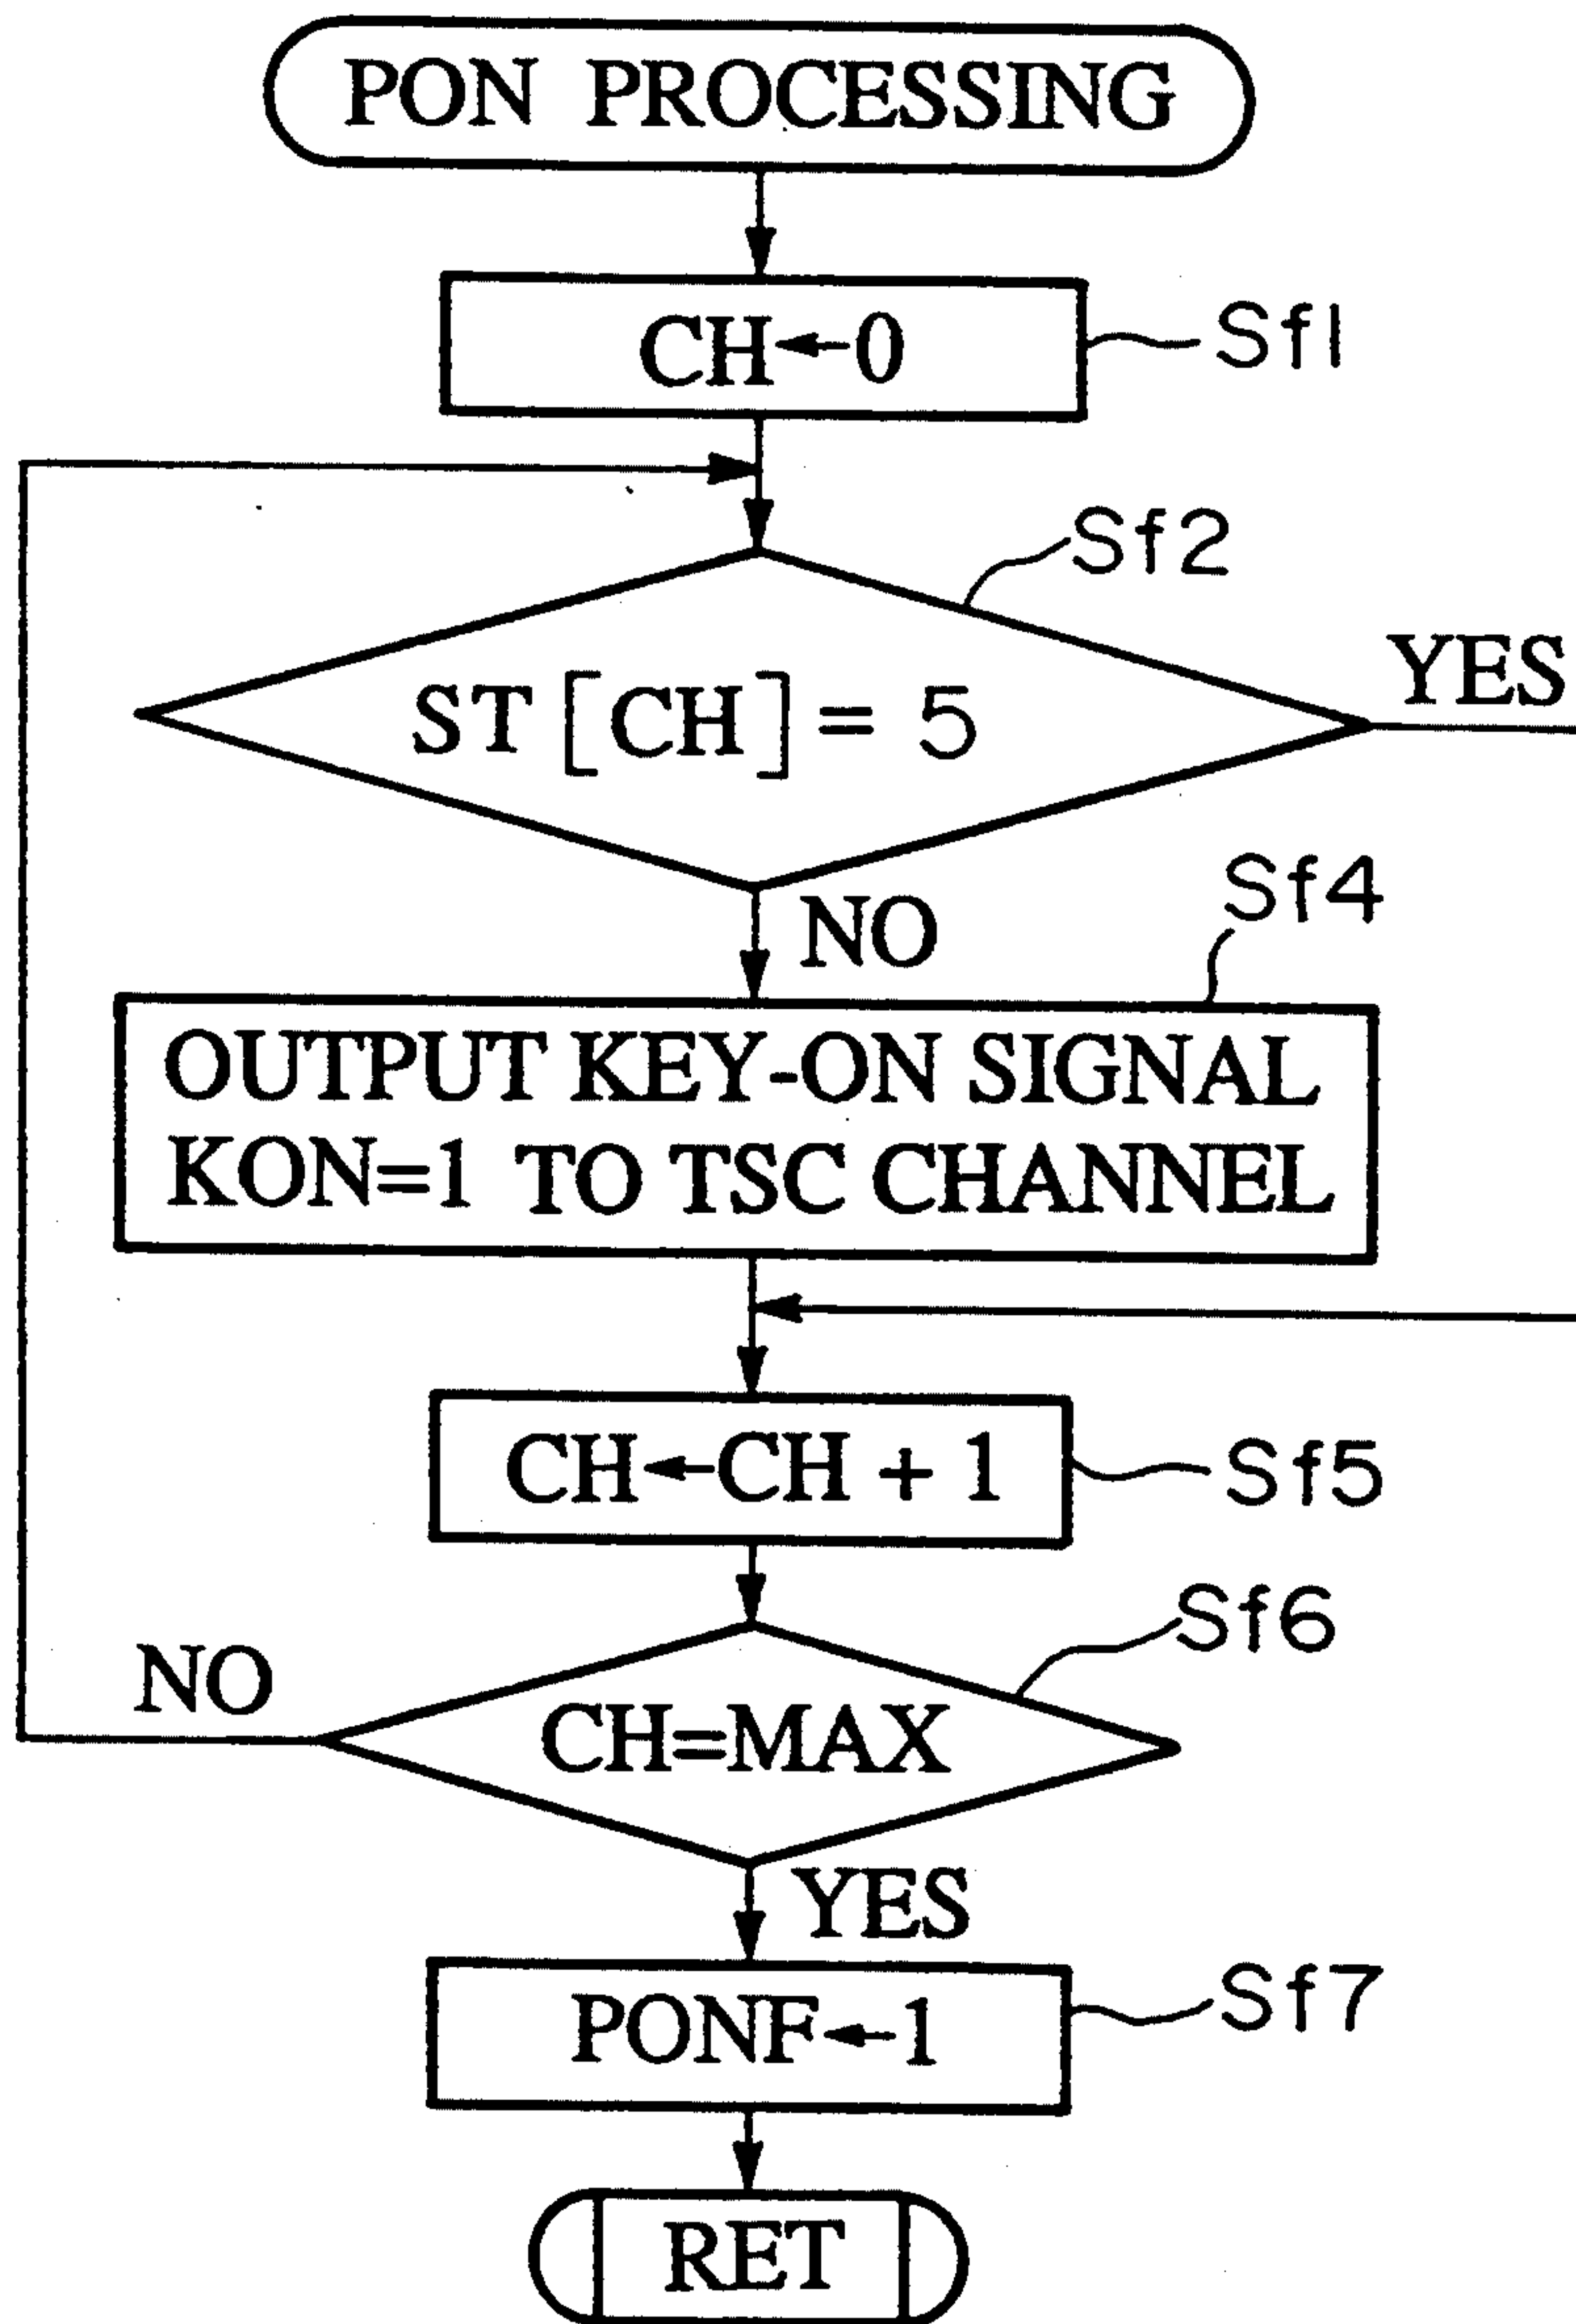 PON PROCESSING
CH←0
Sf1
Sf2
YES
ST[CH] = 5
Sf4
NO
OUTPUT KEY-ON SIGNAL
KON=1 TO TSC CHANNEL
CH←CH + 1
Sf5
Sf6
NO
CH=MAX
YES
PONF←1
Sf7
RET